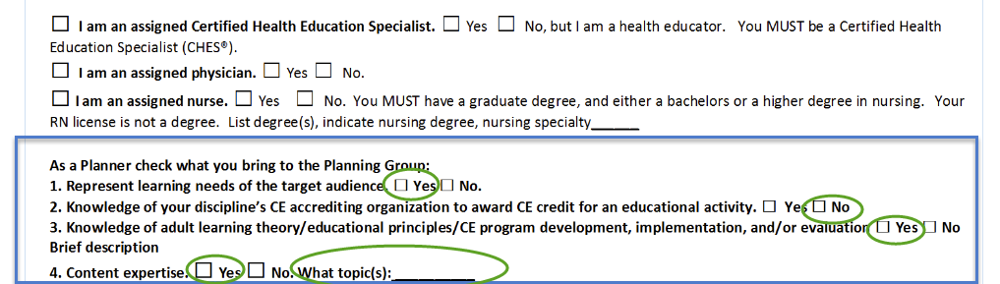 ☐ I am an assigned Certified Health Education Specialist. ☐ Yes ☐ No, but I am a health educator. You MUST be a Certified Health
Education Specialist (CHES®).
☐ I am an assigned physician. ☐ Yes ☐ No.
☐ I am an assigned nurse. ☐ Yes ☐ No. You MUST have a graduate degree, and either a bachelors or a higher degree in nursing. Your
RN license is not a degree. List degree(s), indicate nursing degree, nursing specialty______
As a Planner check what you bring to the Planning Group:
1. Represent learning needs of the target audience. ☐ Yes ☐ No.
2. Knowledge of your discipline's CE accrediting organization to award CE credit for an educational activity. ☐ Yes ☐ No
3. Knowledge of adult learning theory/educational principles/CE program development, implementation, and/or evaluation ☐ Yes ☐ No
Brief description
4. Content expertise. ☐ Yes ☐ No. What topic(s):__________